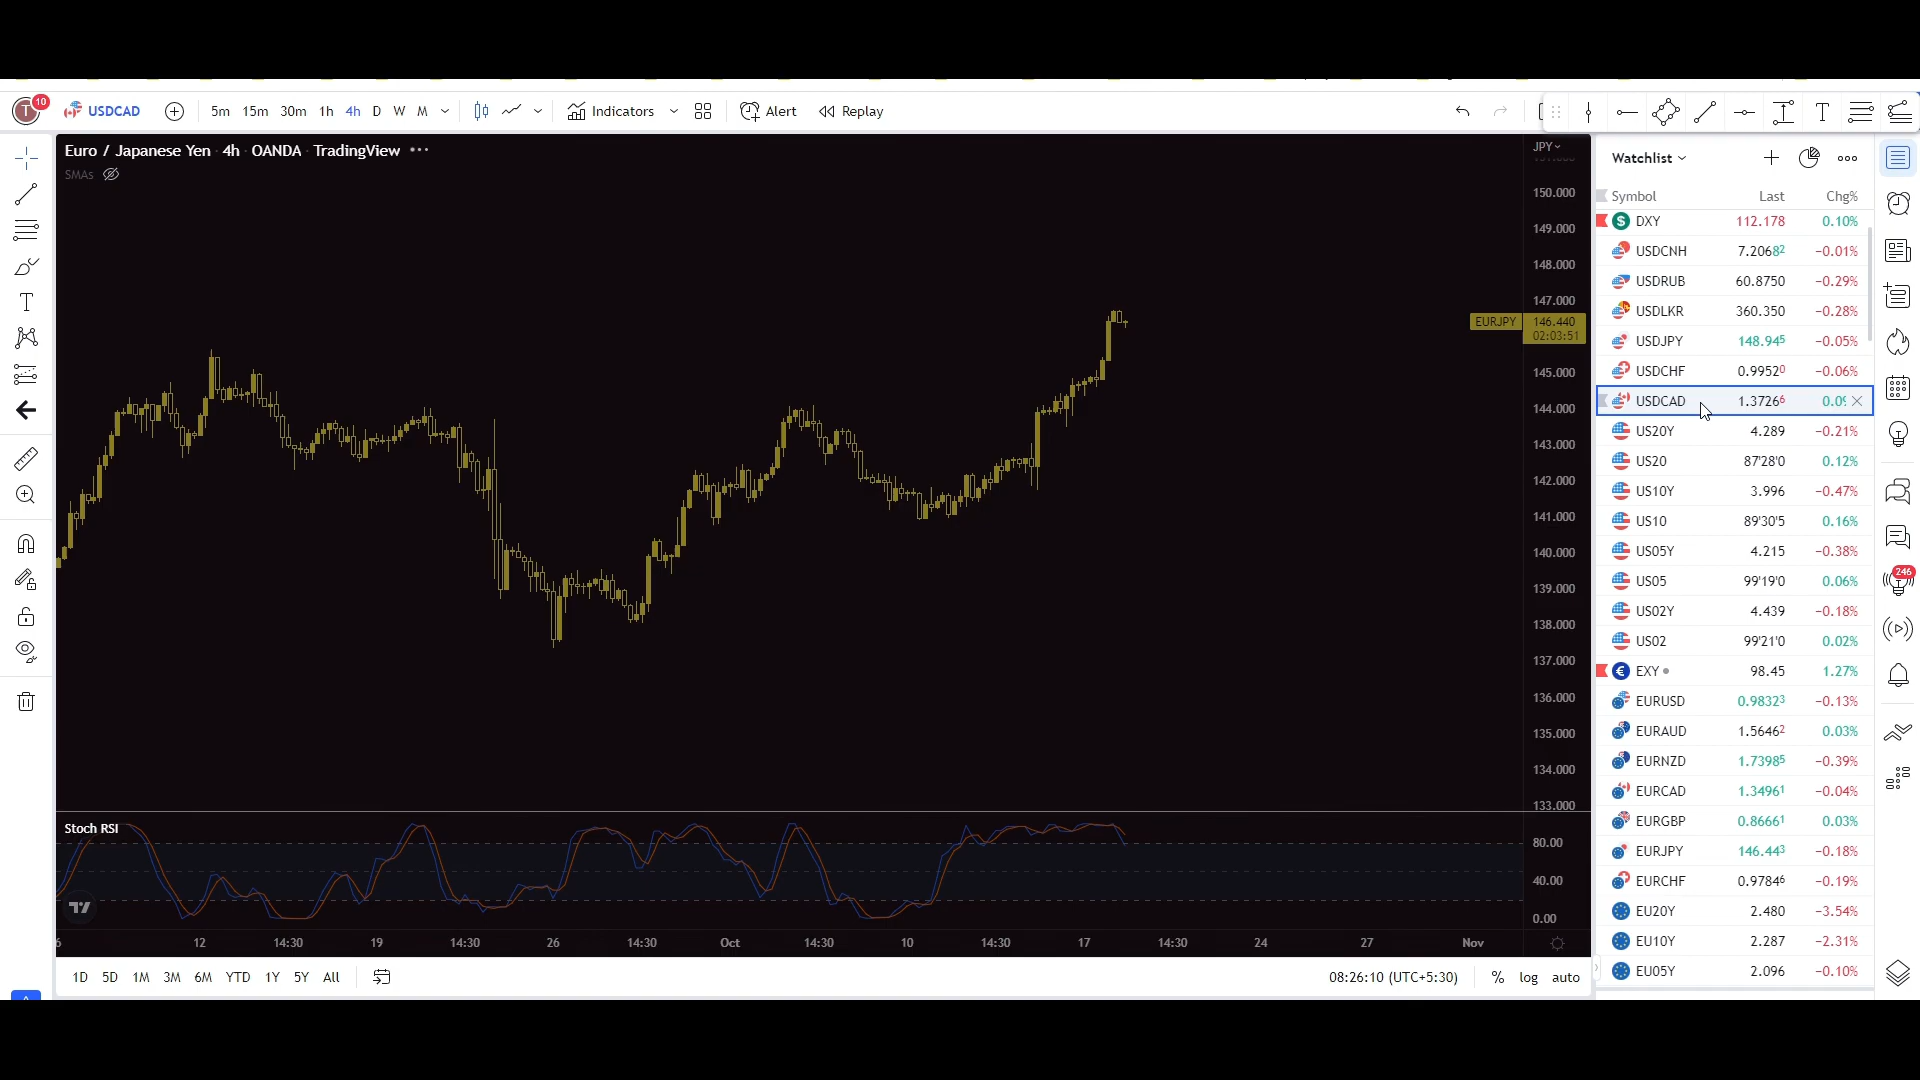 T 10 USDCAD 5m 15m 30m 1h 4h D W M Indicators Alert Replay
Euro / Japanese Yen 4h OANDA TradingView
SMAs
JPY
150.000
149.000
148.000
147.000
EURJPY 146.440
02:03:51
145.000
144.000
143.000
142.000
141.000
140.000
139.000
138.000
137.000
136.000
135.000
134.000
133.000
Stoch RSI
80.00
40.00
0.00
6 12 14:30 19 14:30 26 14:30 Oct 14:30 10 14:30 17 14:30 24 27 Nov
1D 5D 1M 3M 6M YTD 1Y 5Y All 08:26:10 (UTC+5:30) % log auto
Watchlist
Symbol Last Chg%
DXY 112.178 0.10%
USDCNH 7.20682 −0.01%
USDRUB 60.8750 −0.29%
USDLKR 360.350 −0.28%
USDJPY 148.945 −0.05%
USDCHF 0.99520 −0.06%
USDCAD 1.37266
US20Y 4.289 −0.21%
US20 87'28'0 0.12%
US10Y 3.996 −0.47%
US10 89'30'5 0.16%
US05Y 4.215 −0.38%
US05 99'19'0 0.06%
US02Y 4.439 −0.18%
US02 99'21'0 0.02%
EXY 98.45 1.27%
EURUSD 0.98323 −0.13%
EURAUD 1.56462 0.03%
EURNZD 1.73985 −0.39%
EURCAD 1.34961 −0.04%
EURGBP 0.86661 0.03%
EURJPY 146.443 −0.18%
EURCHF 0.97846 −0.19%
EU20Y 2.480 −3.54%
EU10Y 2.287 −2.31%
EU05Y 2.096 −0.10%
246